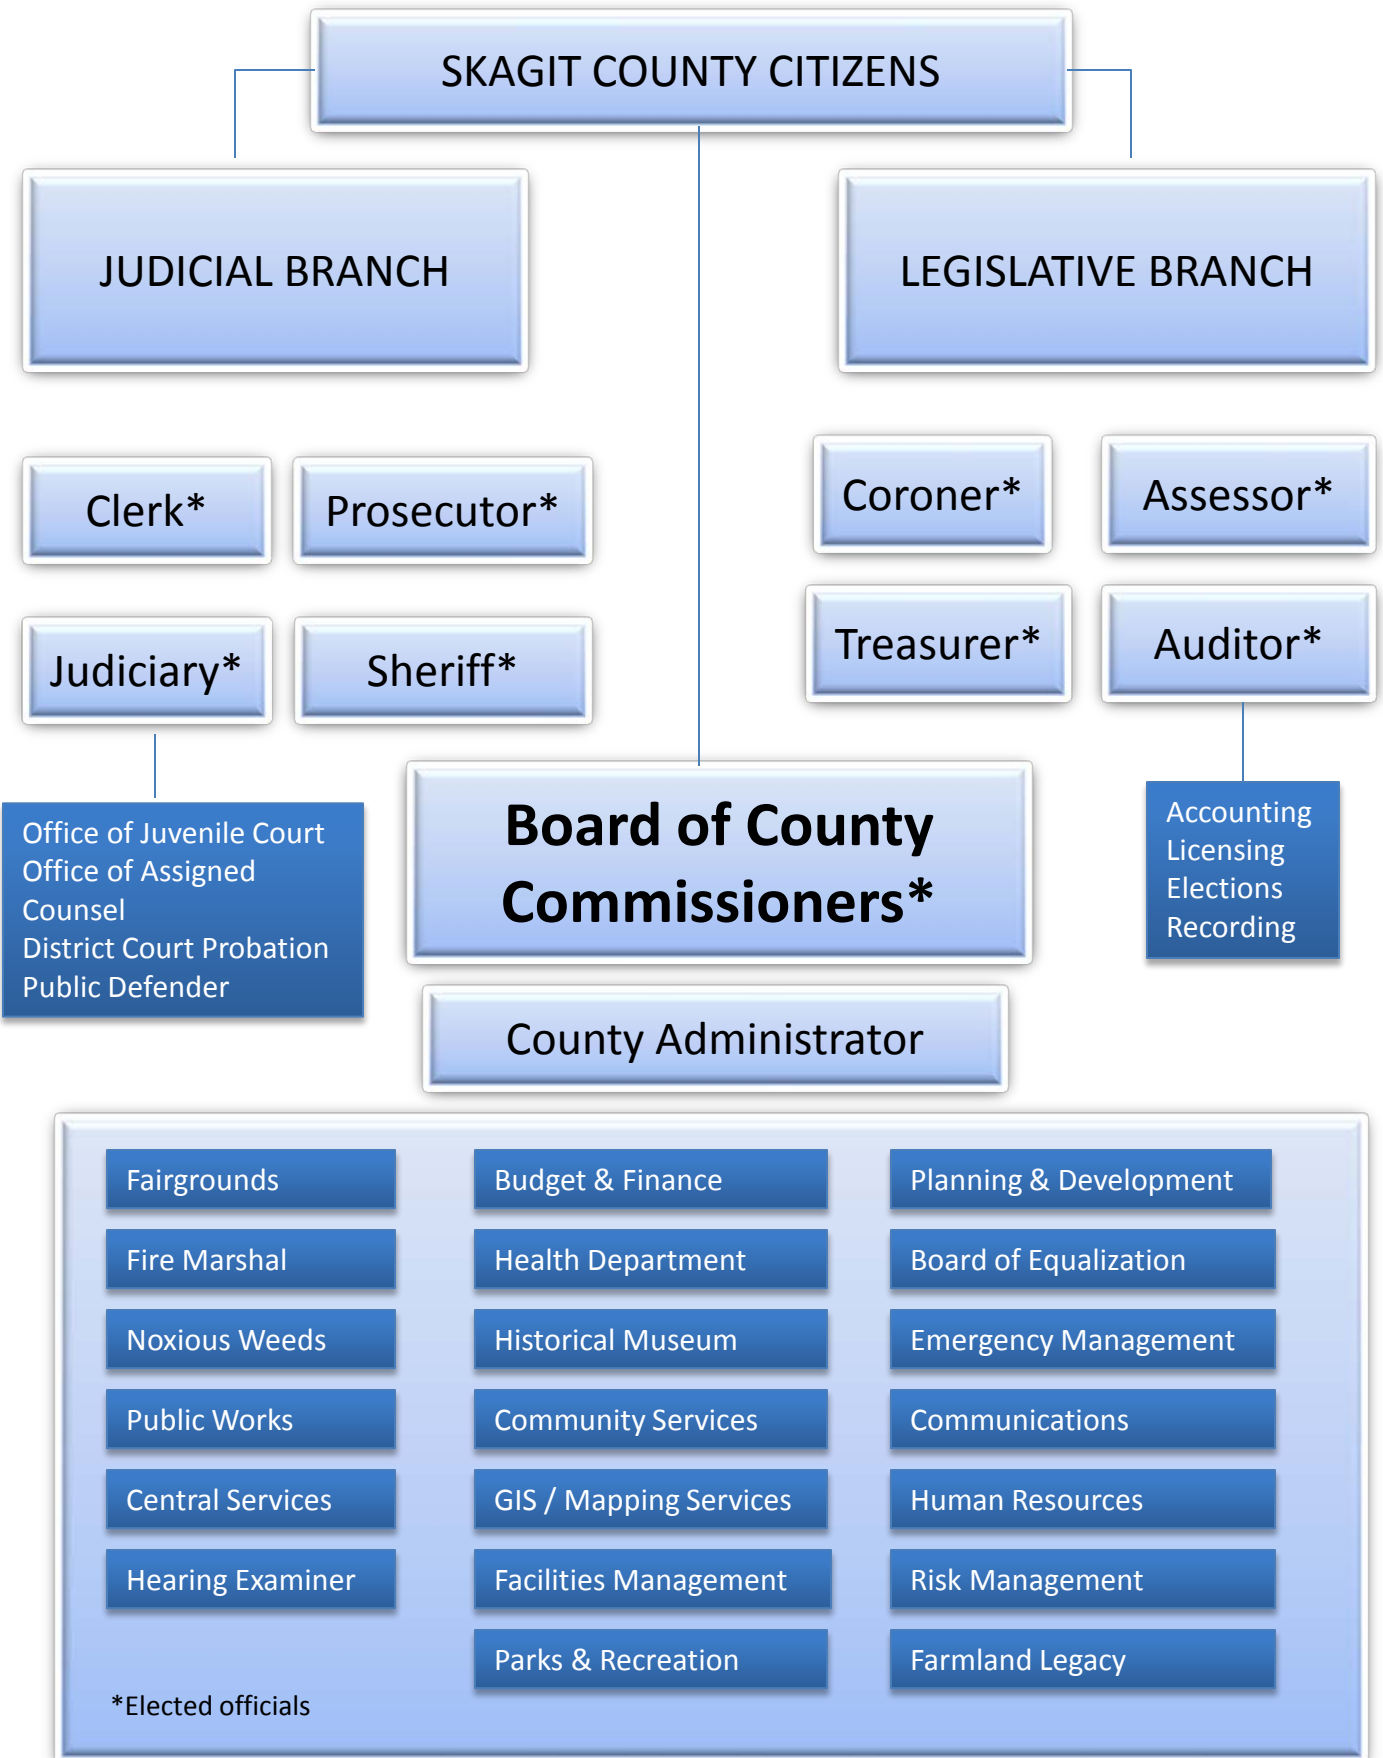 SKAGIT COUNTY CITIZENS
JUDICIAL BRANCH
LEGISLATIVE BRANCH
Clerk*
Prosecutor*
Judiciary*
Sheriff*
Coroner*
Assessor*
Treasurer*
Auditor*
Office of Juvenile Court
Office of Assigned
Counsel
District Court Probation
Public Defender
Board of County
Commissioners*
Accounting
Licensing
Elections
Recording
County Administrator
Fairgrounds
Fire Marshal
Noxious Weeds
Public Works
Central Services
Hearing Examiner
Budget & Finance
Health Department
Historical Museum
Community Services
GIS / Mapping Services
Facilities Management
Parks & Recreation
Planning & Development
Board of Equalization
Emergency Management
Communications
Human Resources
Risk Management
Farmland Legacy
*Elected officials